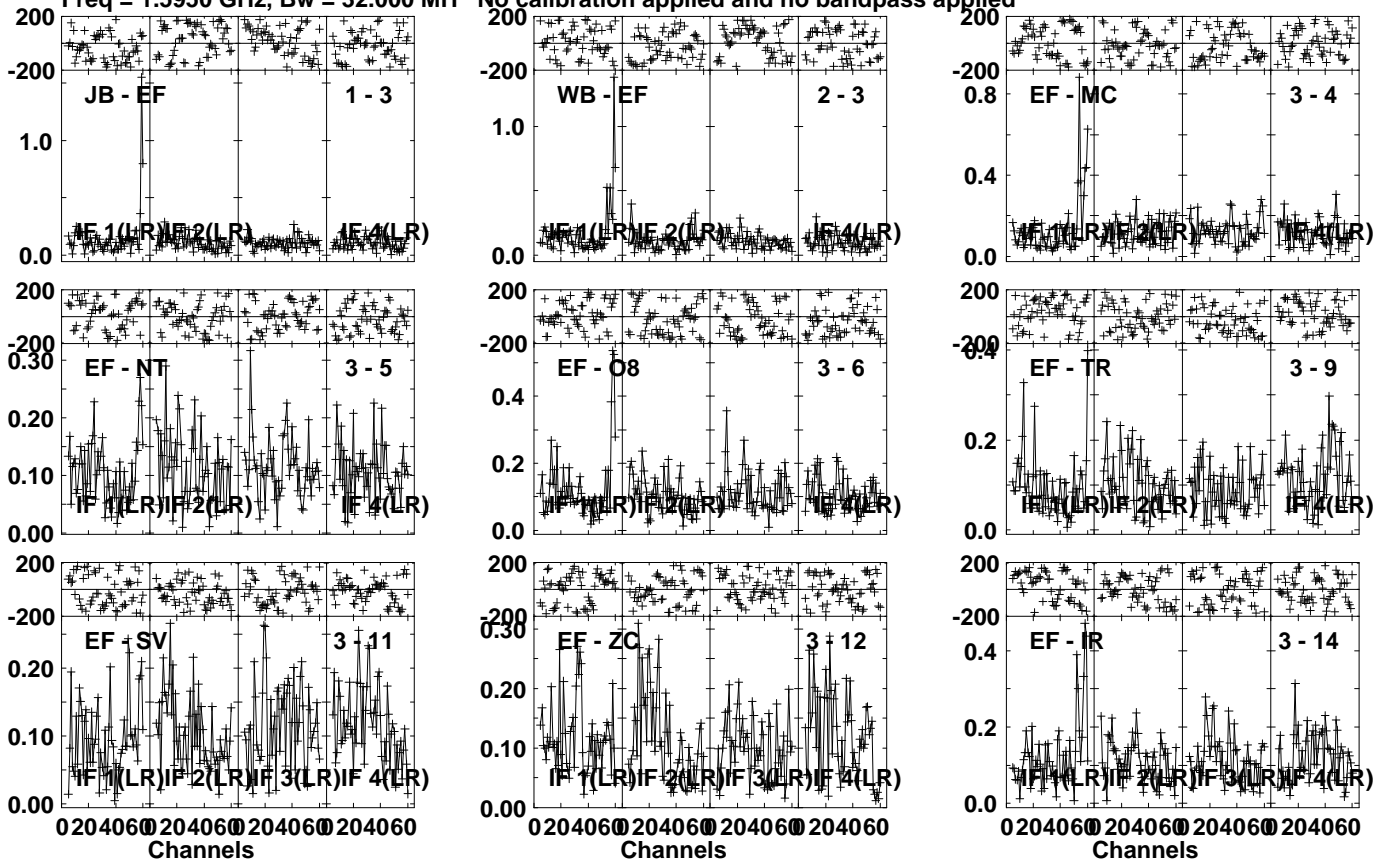 Freq = 1.5950 GHz, Bw = 32.000 MH No calibration applied and no bandpass applied
200 200 200
-200 -200 -200
JB - EF 1 - 3 WB - EF 2 - 3 EF - MC 3 - 4
1.0 1.0 0.8
0.4
IF 1(LR) IF 2(LR) IF 4(LR) IF 1(LR) IF 2(LR) IF 4(LR) IF 1(LR) IF 2(LR) IF 4(LR)
0.0 0.0 0.0
200 200 200
-200 -200 -200
0.30 0.4
EF - NT 3 - 5 EF - O8 3 - 6 EF - TR 3 - 9
0.20 0.4 0.2
0.10 0.2
IF 1(LR) IF 2(LR) IF 4(LR) IF 1(LR) IF 2(LR) IF 4(LR) IF 1(LR) IF 2(LR) IF 4(LR)
0.00 0.0 0.0
200 200 200
-200 -200 -200
0.30
EF - SV 3 - 11 EF - ZC 3 - 12 EF - IR 3 - 14
0.20 0.20 0.4
0.10 0.10 0.2
IF 1(LR) IF 2(LR) IF 3(LR) IF 4(LR) IF 1(LR) IF 2(LR) IF 3(LR) IF 4(LR) IF 1(LR) IF 2(LR) IF 3(LR) IF 4(LR)
0.00 0.00 0.0
0 20 40 60 0 20 40 60 0 20 40 60 0 20 40 60 0 20 40 60 0 20 40 60 0 20 40 60 0 20 40 60 0 20 40 60 0 20 40 60 0 20 40 60 0 20 40 60
Channels Channels Channels